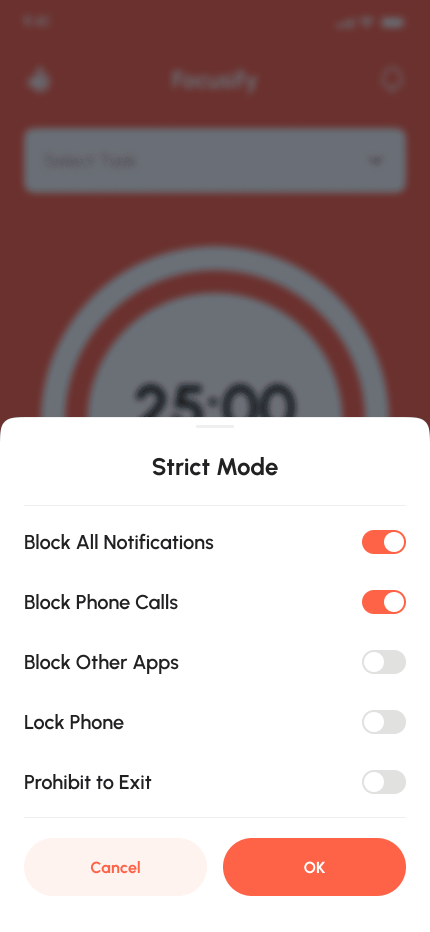 Focusify
Select Task
25:00
Strict Mode
Block All Notifications
Block Phone Calls
Block Other Apps
Lock Phone
Prohibit to Exit
Cancel
OK